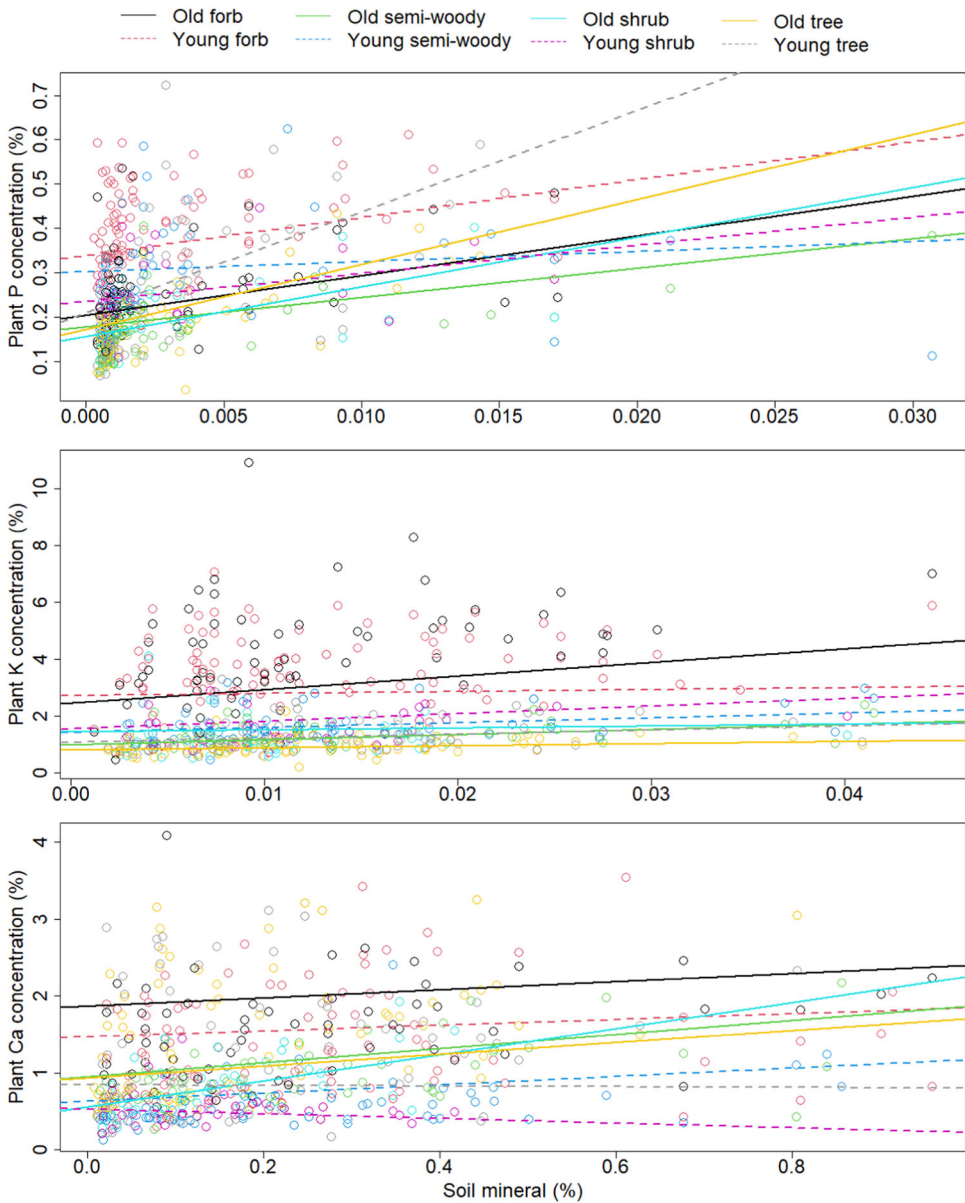 Old forb Old semi-woody Old shrub Old tree
Young forb Young semi-woody Young shrub Young tree
Plant P concentration (%)
0.7
0.6
0.5
0.4
0.3
0.2
0.1
0.000 0.005 0.010 0.015 0.020 0.025 0.030
Plant K concentration (%)
10
8
6
4
2
0
0.00 0.01 0.02 0.03 0.04
Plant Ca concentration (%)
4
3
2
1
0
0.0 0.2 0.4 0.6 0.8
Soil mineral (%)